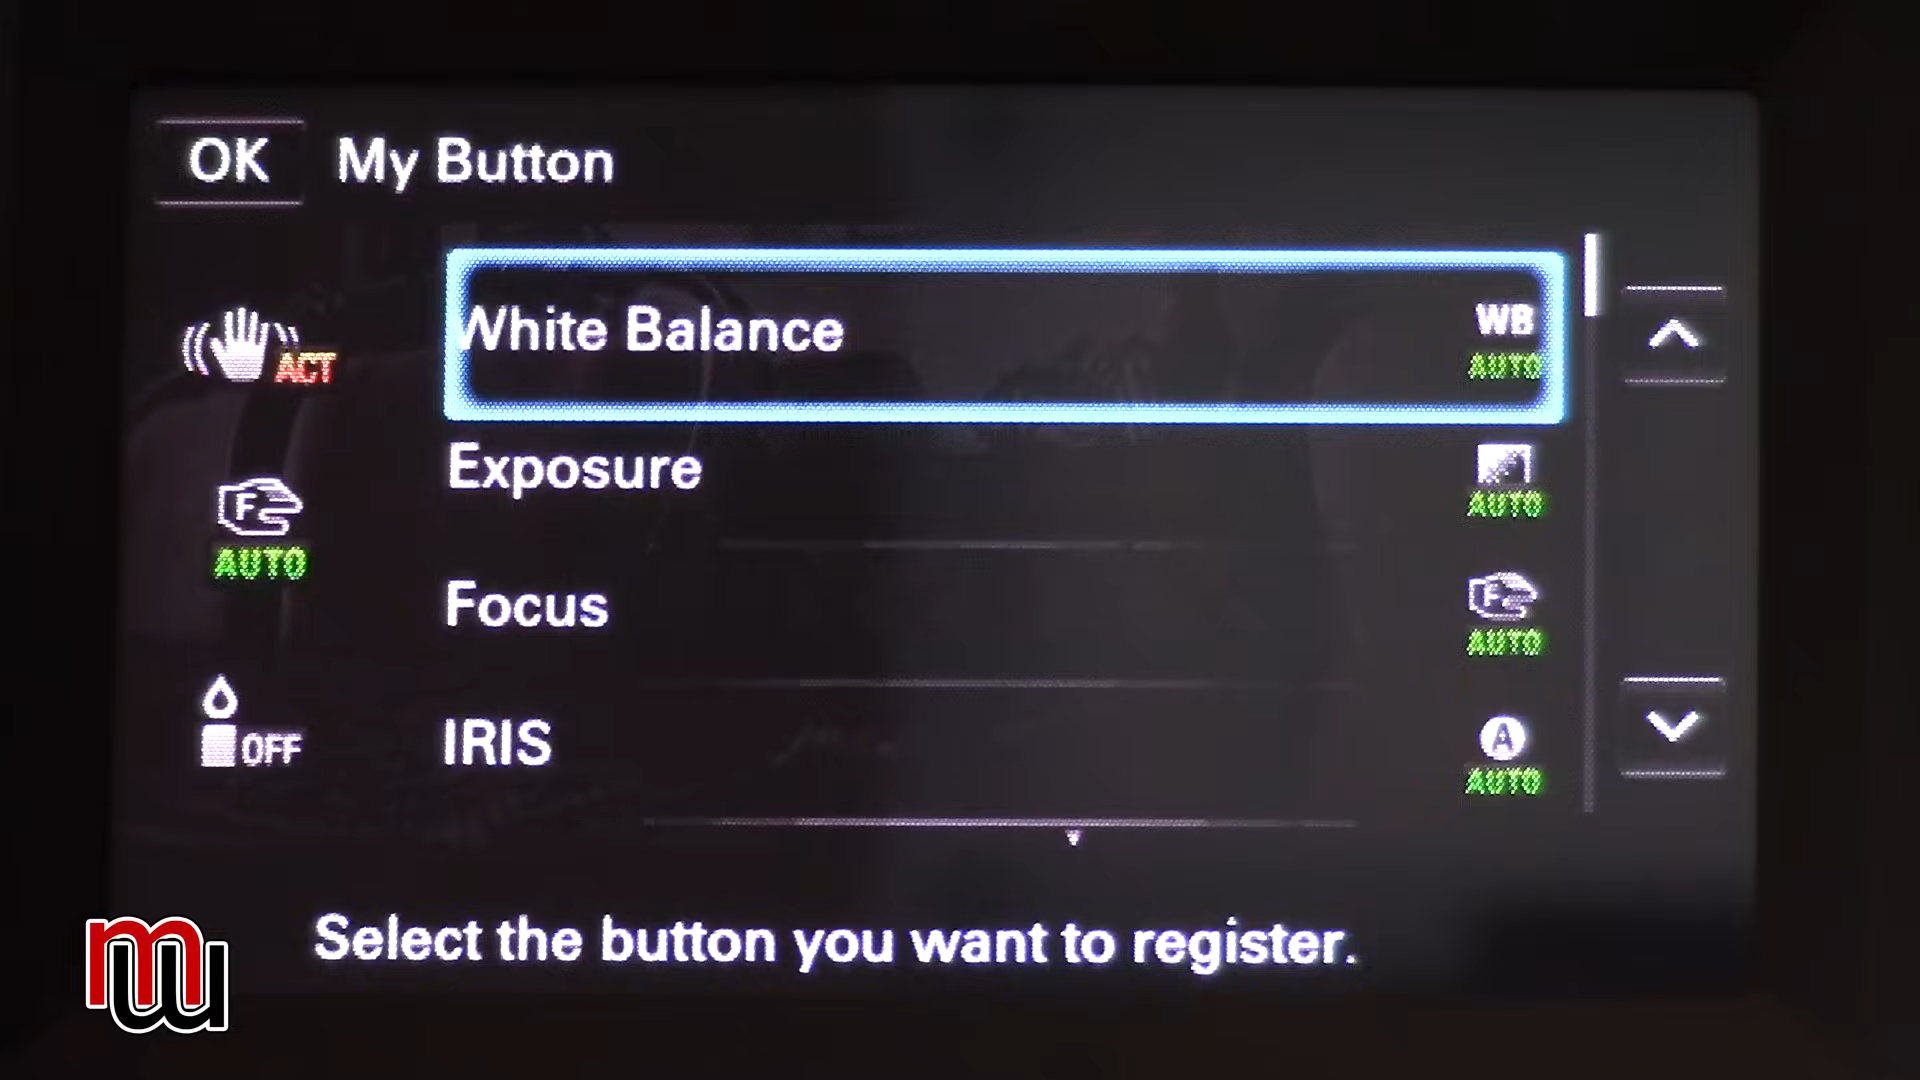 OK My Button
ACT
White Balance WB AUTO
Exposure AUTO
F AUTO
Focus F AUTO
OFF
IRIS A AUTO
Select the button you want to register.
mw